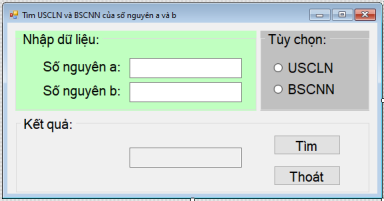 Tìm USCLN và BSCNN của số nguyên a và b
Nhập dữ liệu:
Số nguyên a:
Số nguyên b:
Tùy chọn:
USCLN
BSCNN
Kết quả:
Tìm
Thoát